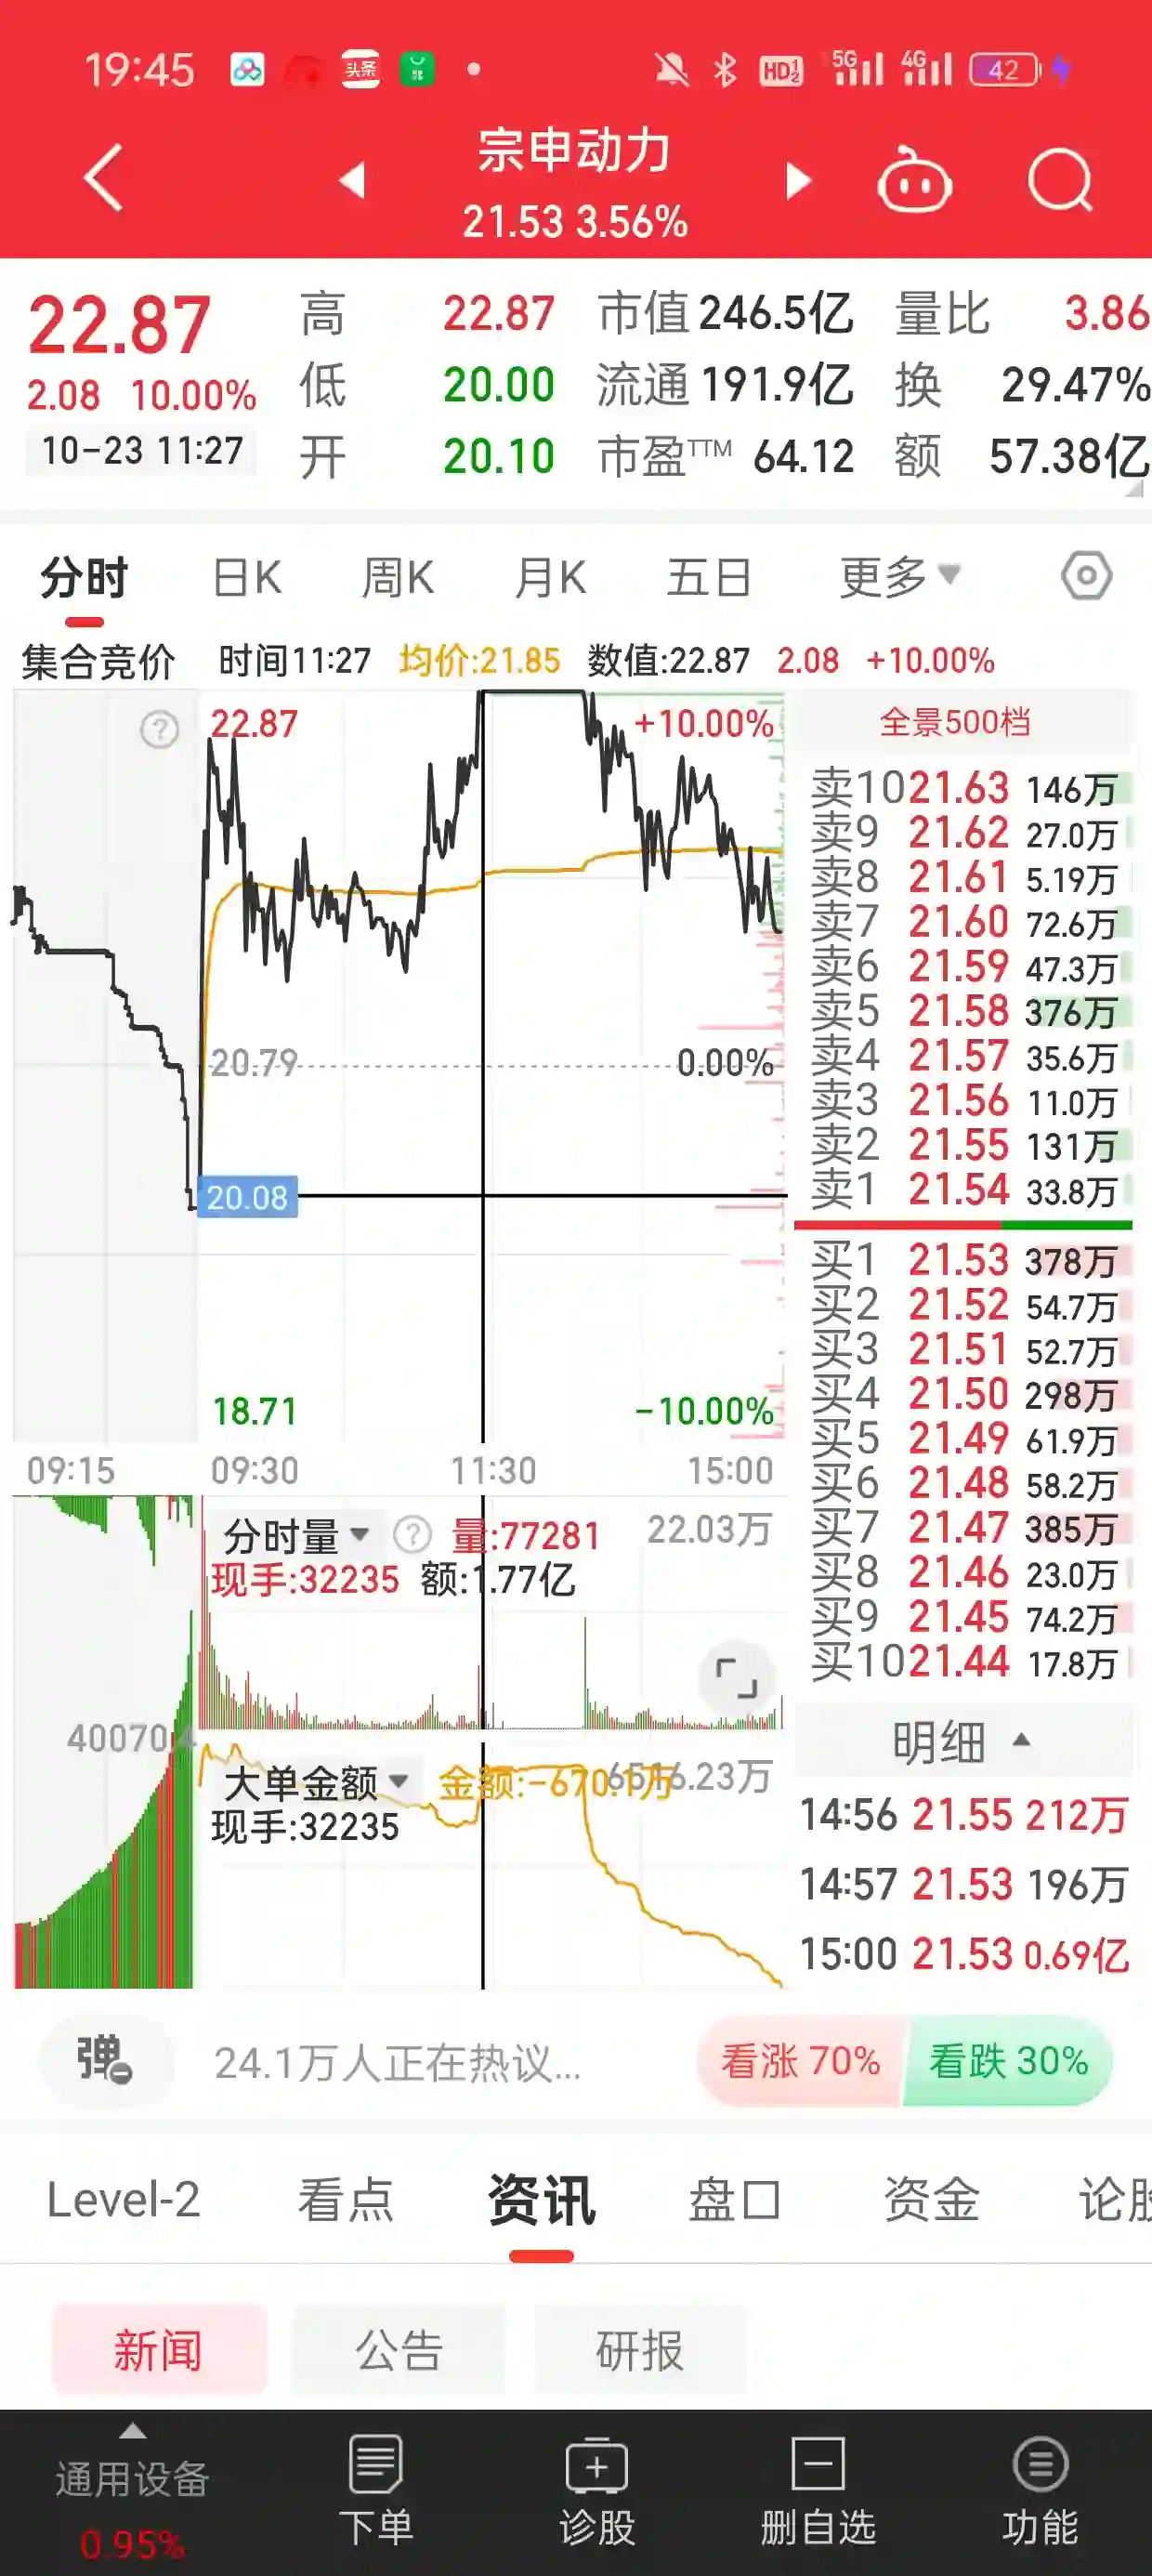 19:45 头条 HD 1 2 5G 4G 42
宗申动力
21.53 3.56%
22.87 高 22.87 市值 246.5亿 量比 3.86
2.08 10.00% 低 20.00 流通 191.9亿 换 29.47%
10-23 11:27 开 20.10 市盈TTM 64.12 额 57.38亿
分时 日K 周K 月K 五日 更多
集合竞价 时间11:27 均价:21.85 数值:22.87 2.08 +10.00%
? 22.87 +10.00%
20.79 0.00%
20.08
18.71 -10.00%
09:15 09:30 11:30 15:00
分时量 ? 量:77281 22.03万
现手:32235 额:1.77亿
40070.4
大单金额 金额:-670.1万 6516.23万
现手:32235
全景500档
卖10 21.63 146万
卖9 21.62 27.0万
卖8 21.61 5.19万
卖7 21.60 72.6万
卖6 21.59 47.3万
卖5 21.58 376万
卖4 21.57 35.6万
卖3 21.56 11.0万
卖2 21.55 131万
卖1 21.54 33.8万
买1 21.53 378万
买2 21.52 54.7万
买3 21.51 52.7万
买4 21.50 298万
买5 21.49 61.9万
买6 21.48 58.2万
买7 21.47 385万
买8 21.46 23.0万
买9 21.45 74.2万
买10 21.44 17.8万
明细
14:56 21.55 212万
14:57 21.53 196万
15:00 21.53 0.69亿
弹 24.1万人正在热议... 看涨 70% 看跌 30%
Level-2 看点 资讯 盘口 资金 论股
新闻 公告 研报
通用设备 下单 诊股 删自选 功能
0.95%